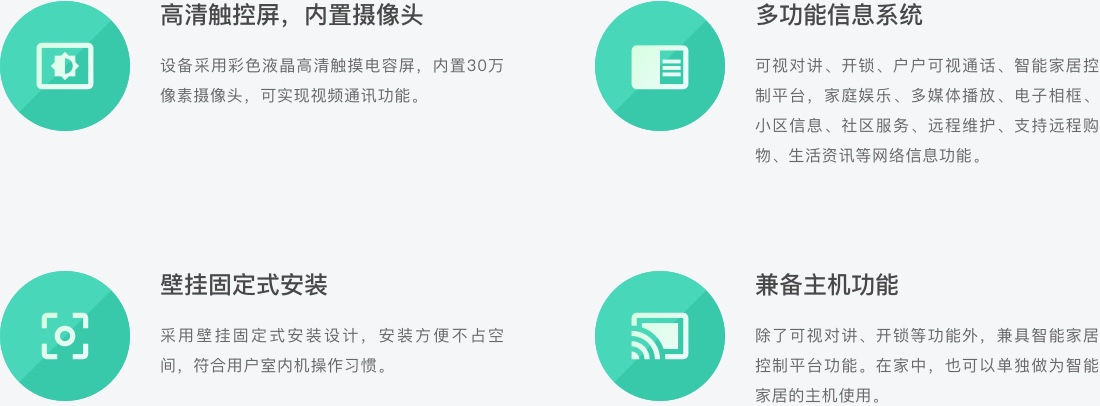 高清触控屏，内置摄像头
设备采用彩色液晶高清触摸电容屏，内置30万
像素摄像头，可实现视频通讯功能。
多功能信息系统
可视对讲、开锁、户户可视通话、智能家居控
制平台，家庭娱乐、多媒体播放、电子相框、
小区信息、社区服务、远程维护、支持远程购
物、生活资讯等网络信息功能。
壁挂固定式安装
采用壁挂固定式安装设计，安装方便不占空
间，符合用户室内机操作习惯。
兼备主机功能
除了可视对讲、开锁等功能外，兼具智能家居
控制平台功能。在家中，也可以单独做为智能
家居的主机使用。